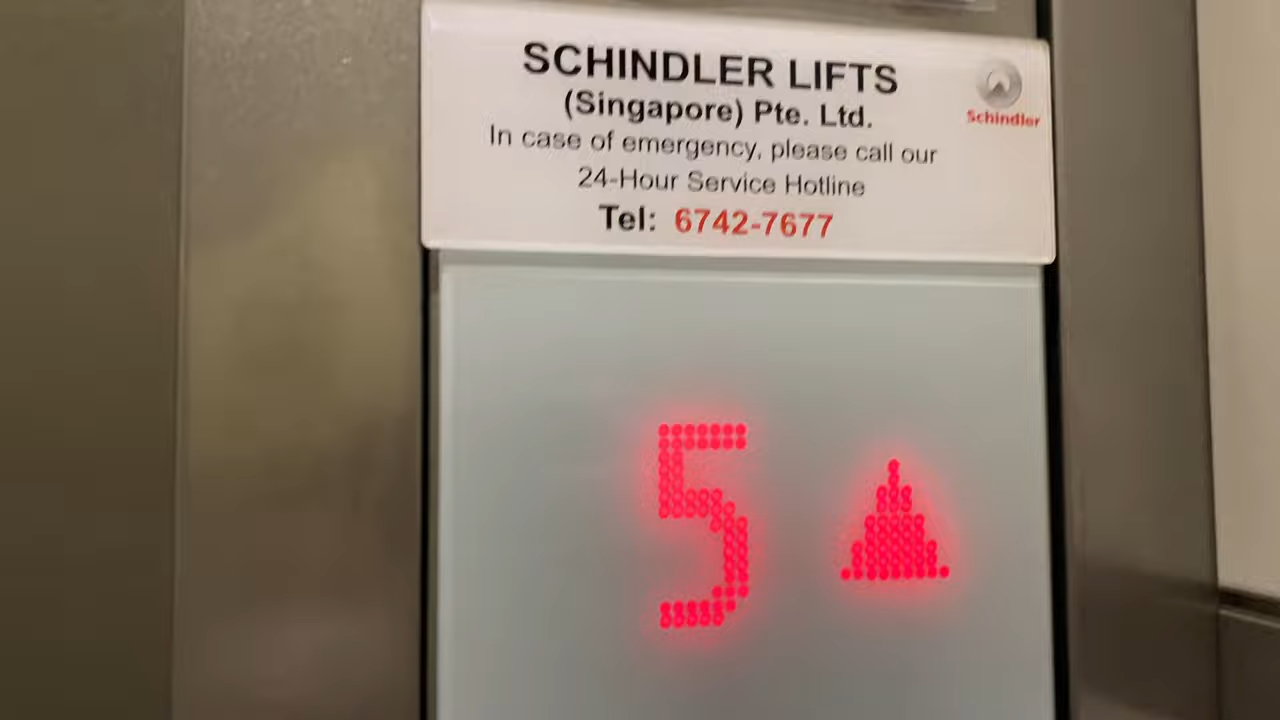 SCHINDLER LIFTS
(Singapore) Pte. Ltd.
Schindler
In case of emergency, please call our
24-Hour Service Hotline
Tel: 6742-7677
5